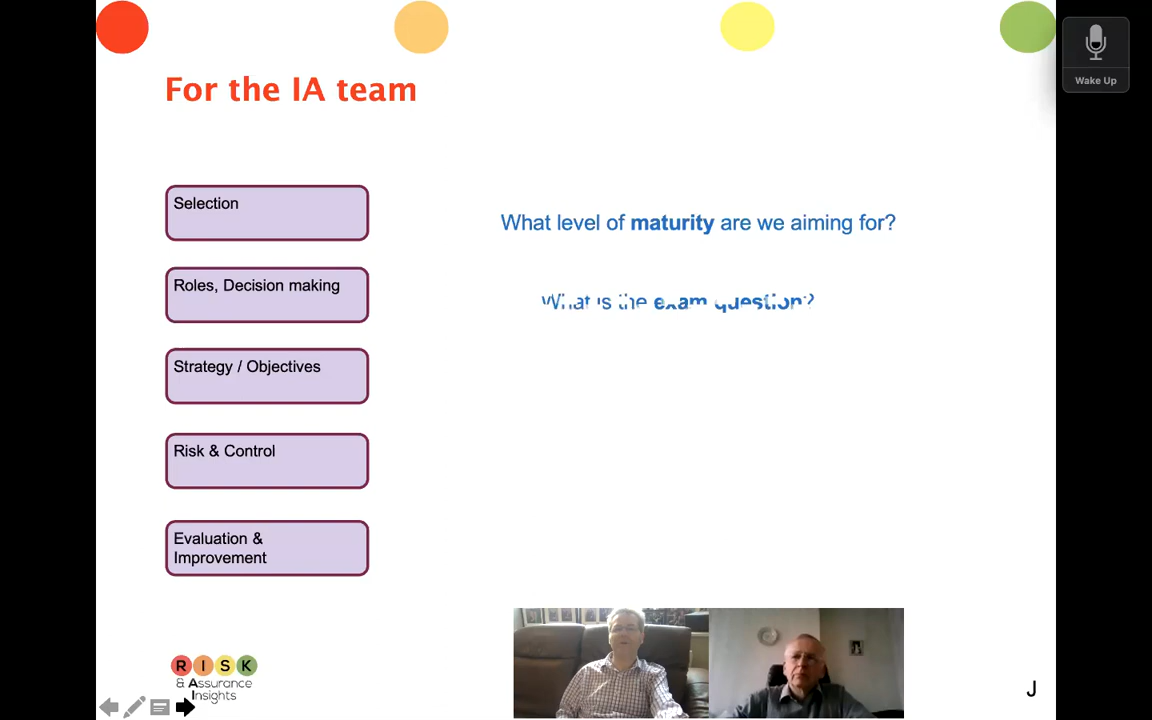 For the IA team
Wake Up
Selection
What level of maturity are we aiming for?
Roles, Decision making
What is the exam question?
Strategy / Objectives
Risk & Control
Evaluation &
Improvement
R I S K
& Assurance
Insights
J